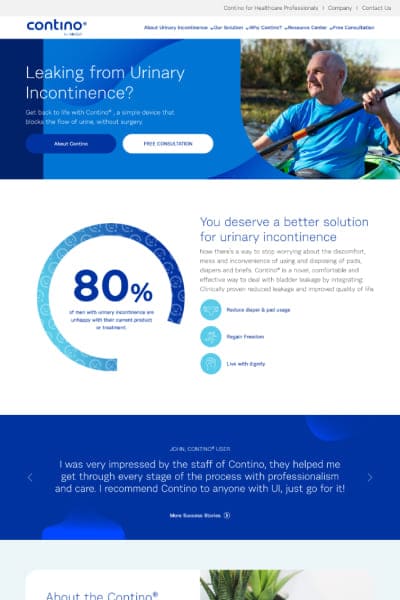 Contino for Healthcare Professionals | Company | Contact Us
contino®
About Urinary Incontinence Our Solution Why Contino? Resource Center Free Consultation
Leaking from Urinary
Incontinence?
Get back to life with Contino®, a simple device that
blocks the flow of urine, without surgery.
About Contino
FREE CONSULTATION
You deserve a better solution
for urinary incontinence
Now there's a way to stop worrying about the discomfort,
mess and inconvenience of using and disposing of pads,
diapers and briefs. Contino® is a novel, comfortable and
effective way to deal with bladder leakage by integrating.
Clinically proven reduced leakage and improved quality of life.
80%
of men with urinary incontinence are
unhappy with their current product
or treatment.
Reduce diaper & pad usage
Regain freedom
Live with dignity
JOHN, CONTINO® USER
I was very impressed by the staff of Contino, they helped me
get through every stage of the process with professionalism
and care. I recommend Contino to anyone with UI, just go for it!
More Success Stories
About the Contino®